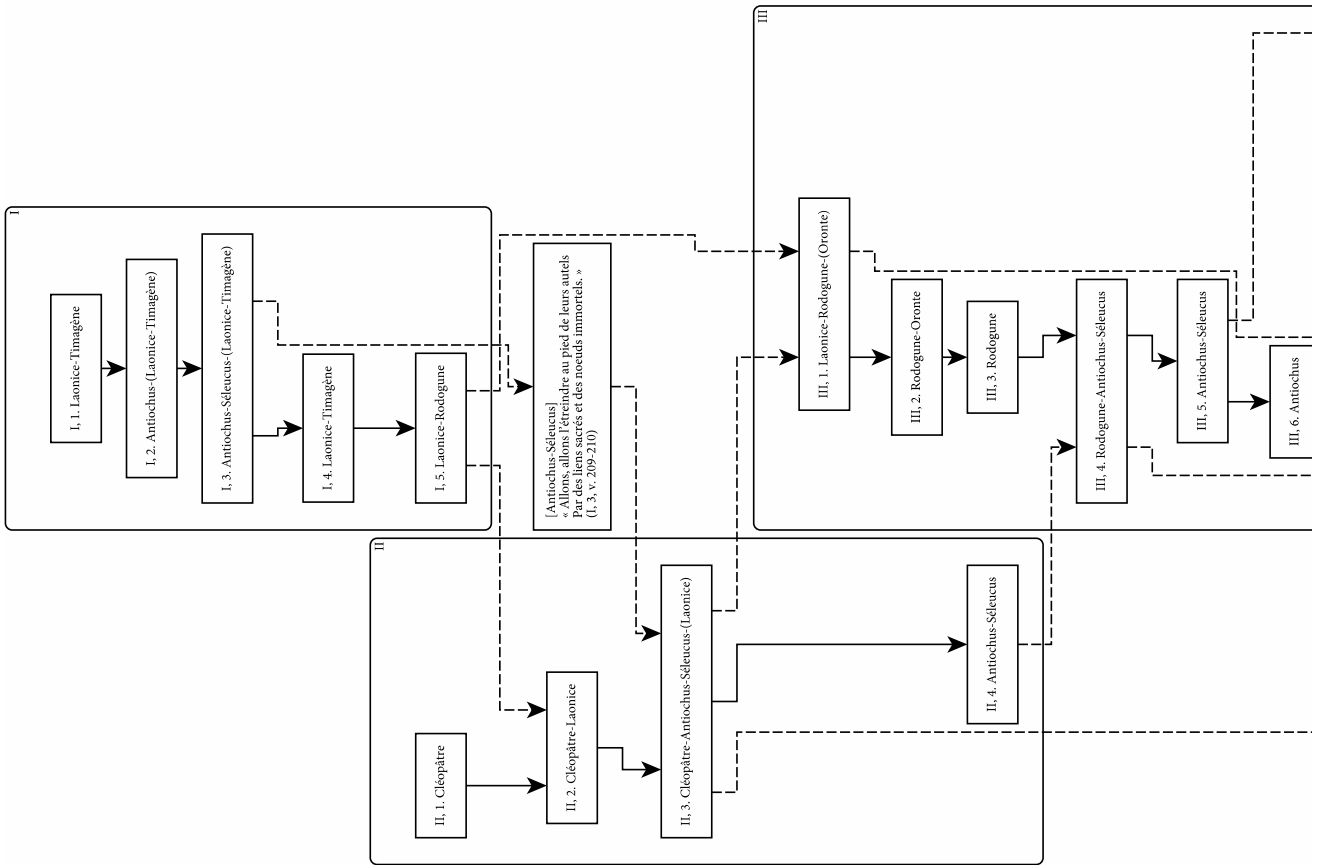 I
I, 1. Laonice-Timagène
I, 2. Antiochus-(Laonice-Timagène)
I, 3. Antiochus-Séleucus-(Laonice-Timagène)
I, 4. Laonice-Timagène
I, 5. Laonice-Rodogune
[Antiochus-Séleucus]
« Allons, allons l'étreindre au pied de leurs autels
Par des liens sacrés et des noeuds immortels. »
(I, 3, v. 209-210)
II
II, 1. Cléopâtre
II, 2. Cléopâtre-Laonice
II, 3. Cléopâtre-Antiochus-Séleucus-(Laonice)
II, 4. Antiochus-Séleucus
III
III, 1. Laonice-Rodogune-(Oronte)
III, 2. Rodogune-Oronte
III, 3. Rodogune
III, 4. Rodogune-Antiochus-Séleucus
III, 5. Antiochus-Séleucus
III, 6. Antiochus